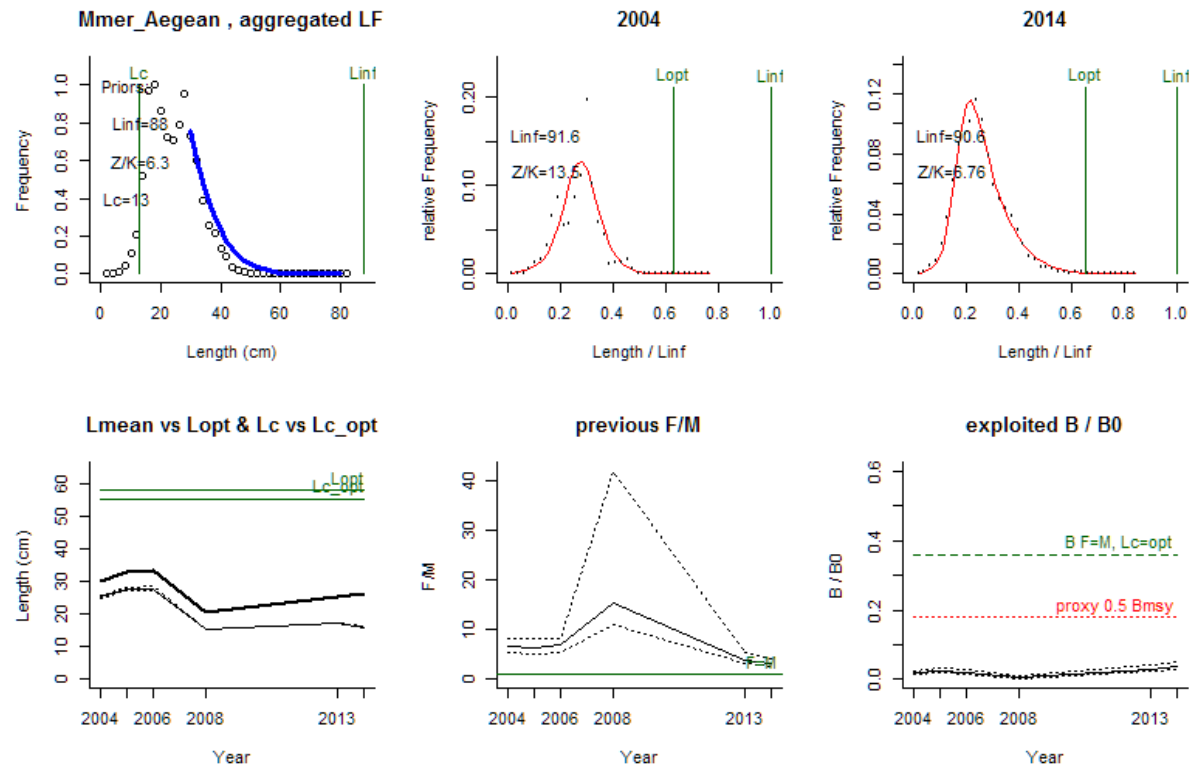 Mmer_Aegean , aggregated LF
Lc
Linf
Priors:
Linf=88
Z/K=6.3
Lc=13
Frequency
0.0 0.2 0.4 0.6 0.8 1.0
0 20 40 60 80
Length (cm)
2004
Lopt
Linf
Linf=91.6
Z/K=13.5
relative Frequency
0.00 0.10 0.20
0.0 0.2 0.4 0.6 0.8 1.0
Length / Linf
2014
Lopt
Linf
Linf=90.6
Z/K=6.76
relative Frequency
0.00 0.04 0.08 0.12
0.0 0.2 0.4 0.6 0.8 1.0
Length / Linf
Lmean vs Lopt & Lc vs Lc_opt
Lopt
Lc_opt
Length (cm)
0 10 20 30 40 50 60
2004 2006 2008 2013
Year
previous F/M
F=M
F/M
0 10 20 30 40
2004 2006 2008 2013
Year
exploited B / B0
B F=M, Lc=opt
proxy 0.5 Bmsy
B / B0
0.0 0.2 0.4 0.6
2004 2006 2008 2013
Year